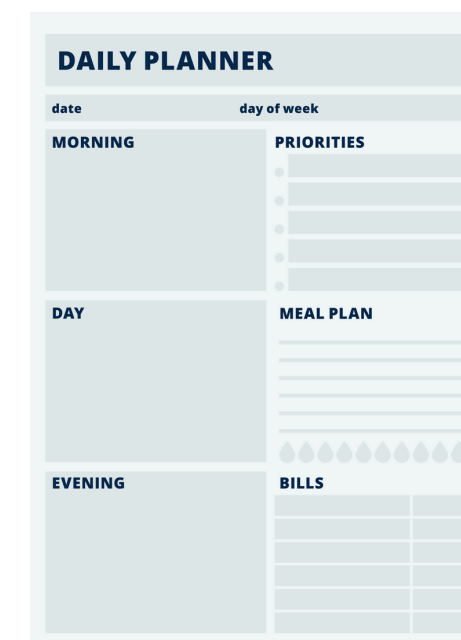 DAILY PLANNER
date day of week
MORNING
PRIORITIES
DAY
MEAL PLAN
EVENING
BILLS